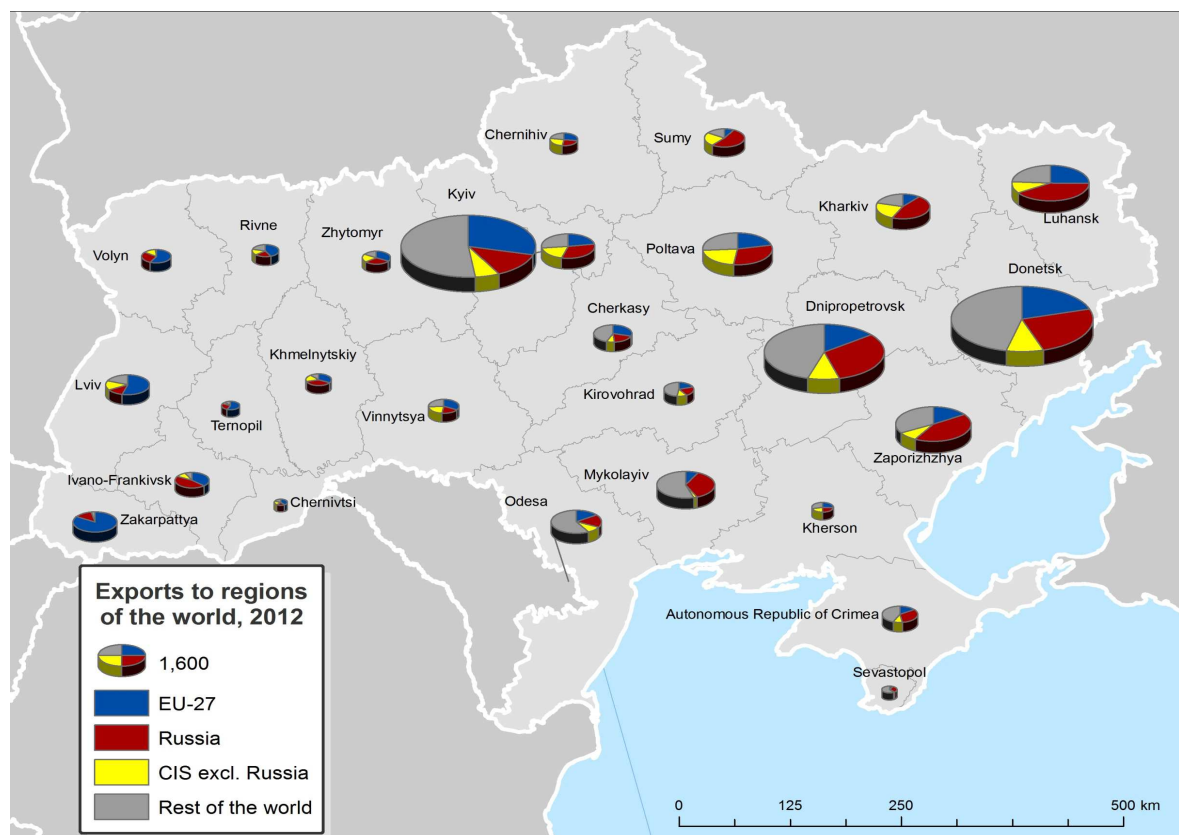 Chernihiv
Sumy
Kyiv
Kharkiv
Luhansk
Rivne
Volyn
Zhytomyr
Poltava
Donetsk
Cherkasy
Dnipropetrovsk
Khmelnytskiy
Lviv
Ternopil
Vinnytsya
Kirovohrad
Zaporizhzhya
Ivano-Frankivsk
Mykolayiv
Odesa
Chernivtsi
Zakarpattya
Kherson
Autonomous Republic of Crimea
Sevastopol
Exports to regions
of the world, 2012
1,600
EU-27
Russia
CIS excl. Russia
Rest of the world
0 125 250 500 km